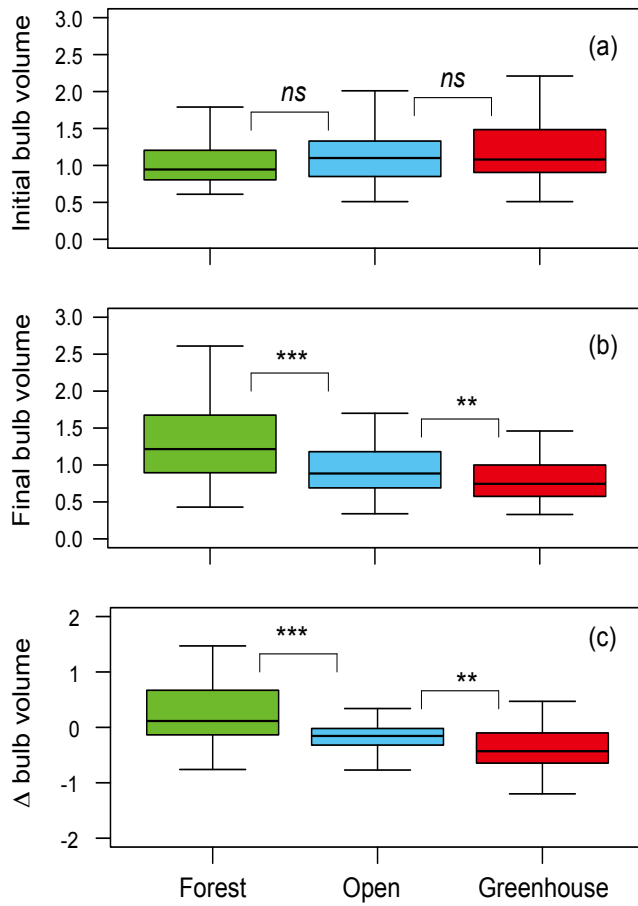 Initial bulb volume
3.0
2.5
2.0
1.5
1.0
0.5
0.0
(a)
ns
ns
Final bulb volume
3.0
2.5
2.0
1.5
1.0
0.5
0.0
(b)
***
**
Δ bulb volume
2
1
0
-1
-2
(c)
***
**
Forest Open Greenhouse